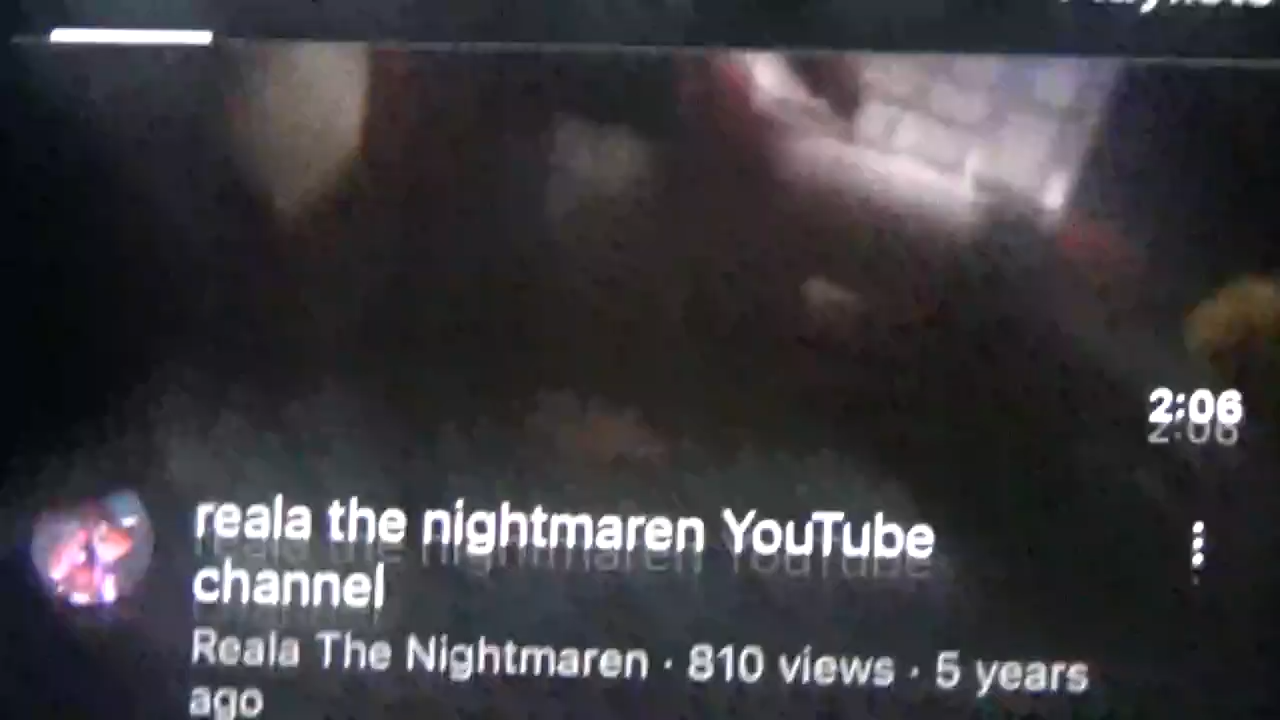 2:06
reala the nightmaren YouTube
channel
Reala The Nightmaren · 810 views · 5 years
ago